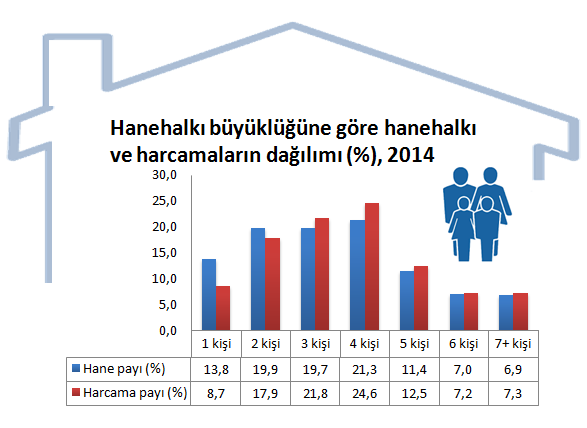 Hanehalkı büyüklüğüne göre hanehalkı
ve harcamaların dağılımı (%), 2014
30,0
25,0
20,0
15,0
10,0
5,0
0,0
1 kişi 2 kişi 3 kişi 4 kişi 5 kişi 6 kişi 7+ kişi
Hane payı (%) 13,8 19,9 19,7 21,3 11,4 7,0 6,9
Harcama payı (%) 8,7 17,9 21,8 24,6 12,5 7,2 7,3